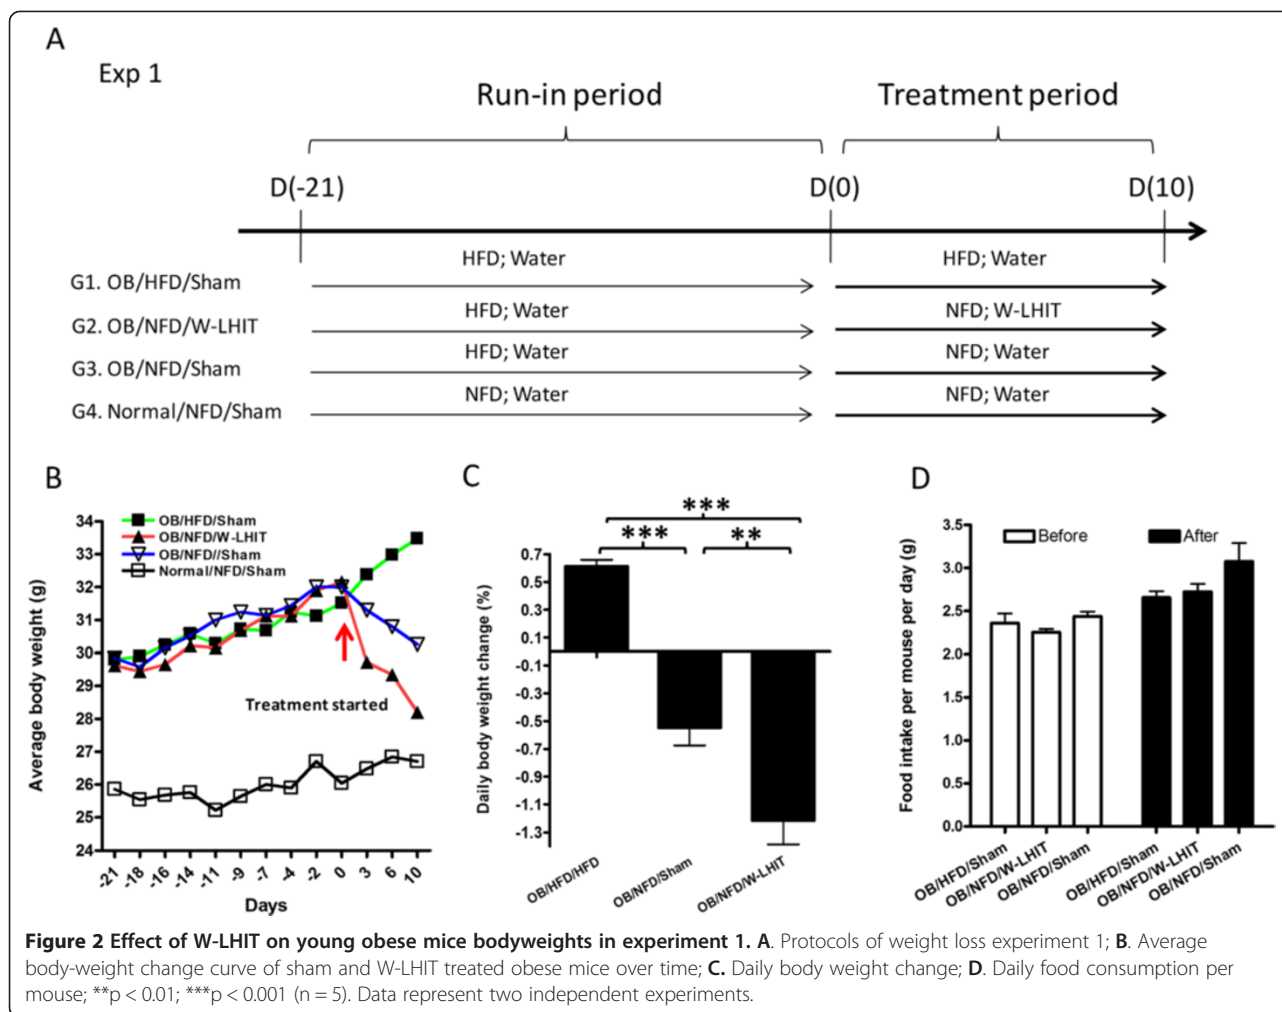 A
Exp 1
Run-in period
Treatment period
D(-21)
D(0)
D(10)
HFD; Water
HFD; Water
G1. OB/HFD/Sham
HFD; Water
NFD; W-LHIT
G2. OB/NFD/W-LHIT
HFD; Water
NFD; Water
G3. OB/NFD/Sham
NFD; Water
NFD; Water
G4. Normal/NFD/Sham
B
34
33
32
31
30
29
28
27
26
25
24
Average body weight (g)
OB/HFD/Sham
OB/NFD/W-LHIT
OB/NFD//Sham
Normal/NFD/Sham
Treatment started
-21
-18
-16
-14
-11
-9
-7
-4
-2
0
3
6
10
Days
C
***
***
**
0.7
0.5
0.3
0.1
-0.1
-0.3
-0.5
-0.7
-0.9
-1.1
-1.3
Daily body weight change (%)
OB/HFD/HFD
OB/NFD/Sham
OB/NFD/W-LHIT
D
3.5
3.0
2.5
2.0
1.5
1.0
0.5
0.0
Food intake per mouse per day (g)
Before
After
OB/HFD/Sham
OB/NFD/W-LHIT
OB/NFD/Sham
OB/HFD/Sham
OB/NFD/W-LHIT
OB/NFD/Sham
Figure 2 Effect of W-LHIT on young obese mice bodyweights in experiment 1. A. Protocols of weight loss experiment 1; B. Average
body-weight change curve of sham and W-LHIT treated obese mice over time; C. Daily body weight change; D. Daily food consumption per
mouse; **p < 0.01; ***p < 0.001 (n = 5). Data represent two independent experiments.